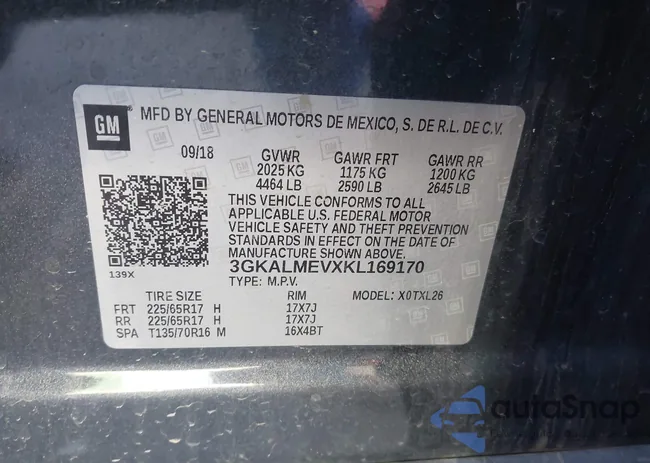 GM
MFD BY GENERAL MOTORS DE MEXICO, S. DE R.L. DE C.V.
09/18 GVWR GAWR FRT GAWR RR
2025 KG 1175 KG 1200 KG
4464 LB 2590 LB 2645 LB
THIS VEHICLE CONFORMS TO ALL
APPLICABLE U.S. FEDERAL MOTOR
VEHICLE SAFETY AND THEFT PREVENTION
STANDARDS IN EFFECT ON THE DATE OF
MANUFACTURE SHOWN ABOVE.
139X
3GKALMEVXKL169170
TYPE: M.P.V.
TIRE SIZE RIM MODEL: X0TXL26
FRT 225/65R17 H 17X7J
RR 225/65R17 H 17X7J
SPA T135/70R16 M 16X4BT
autoSnap